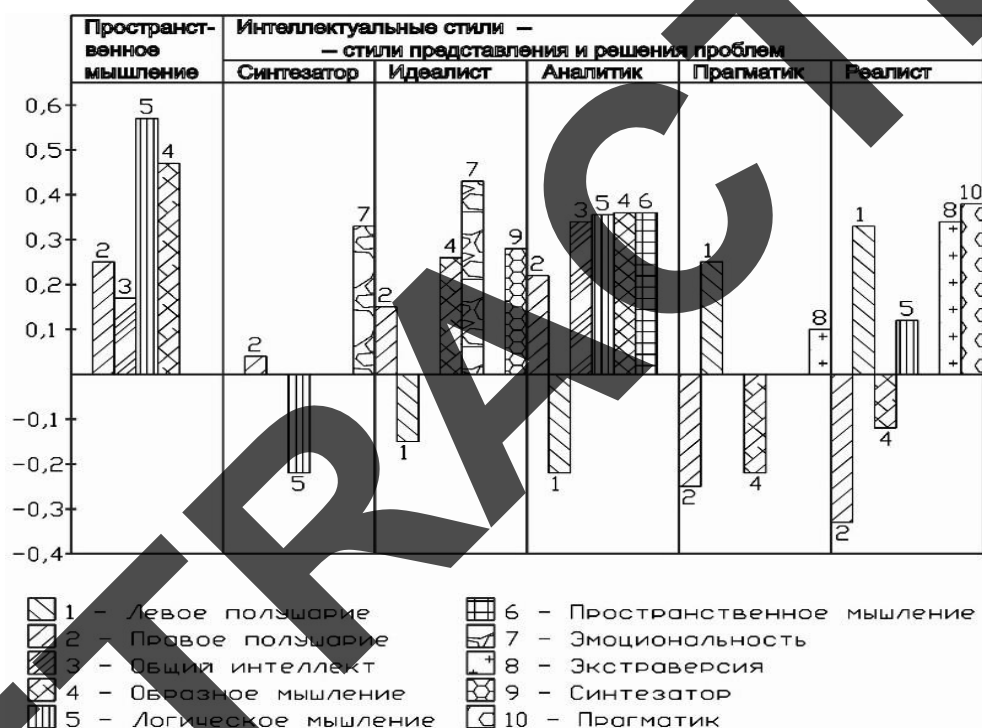 Пространст- Интеллектуальные стили –
венное – стили представления и решения проблем
мышление Синтезатор Идеалист Аналитик Прагматик Реалист
0,6
0,5
0,4
0,3
0,2
0,1
-0,1
-0,2
-0,3
-0,4
2 3 5 4
2 5 7
2 1 4 7 9
2 1 3 5 4 6
2 1 4 8
2 1 4 5 8 10
1 – Левое полушарие
2 – Правое полушарие
3 – Общий интеллект
4 – Образное мышление
5 – Логическое мышление
6 – Пространственное мышление
7 – Эмоциональность
8 – Экстраверсия
9 – Синтезатор
10 – Прагматик
TRACT